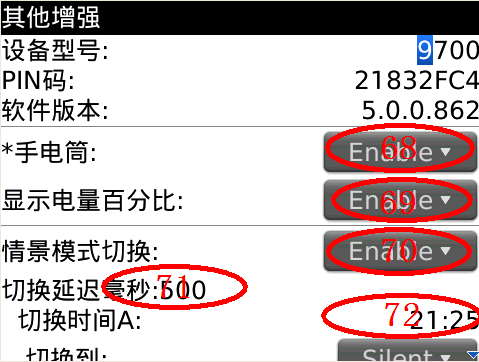 其他增强
设备型号: 9700
PIN码: 21832FC4
软件版本: 5.0.0.862
*手电筒: Enable 68
显示电量百分比: Enable 69
情景模式切换: Enable 70
切换延迟毫秒:500 71
切换时间A: 72 21:25
切换到: Silent